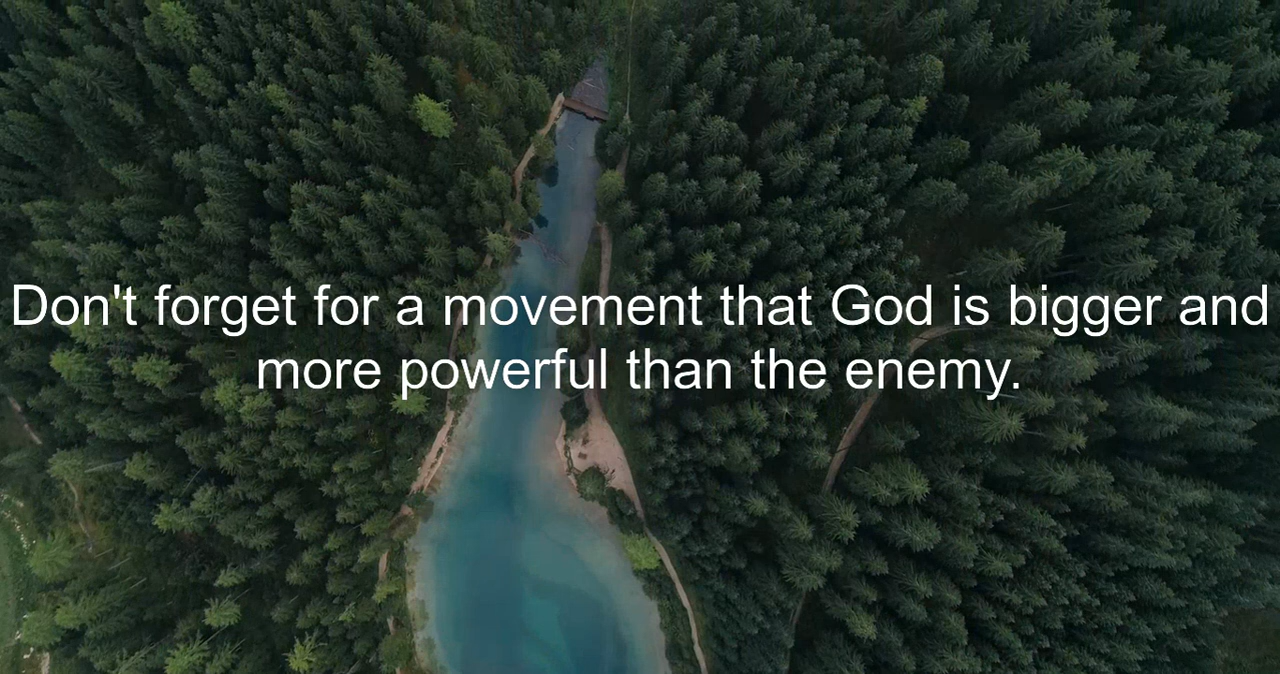 Don't forget for a movement that God is bigger and
more powerful than the enemy.